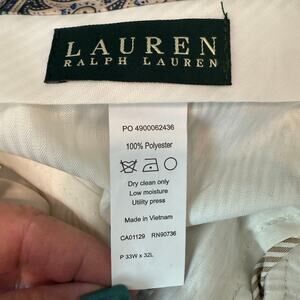 LAUREN
RALPH LAUREN
PO 4900062436
100% Polyester
Dry clean only
Low moisture
Utility press
Made in Vietnam
CA01129 RN90736
P 33W x 32L